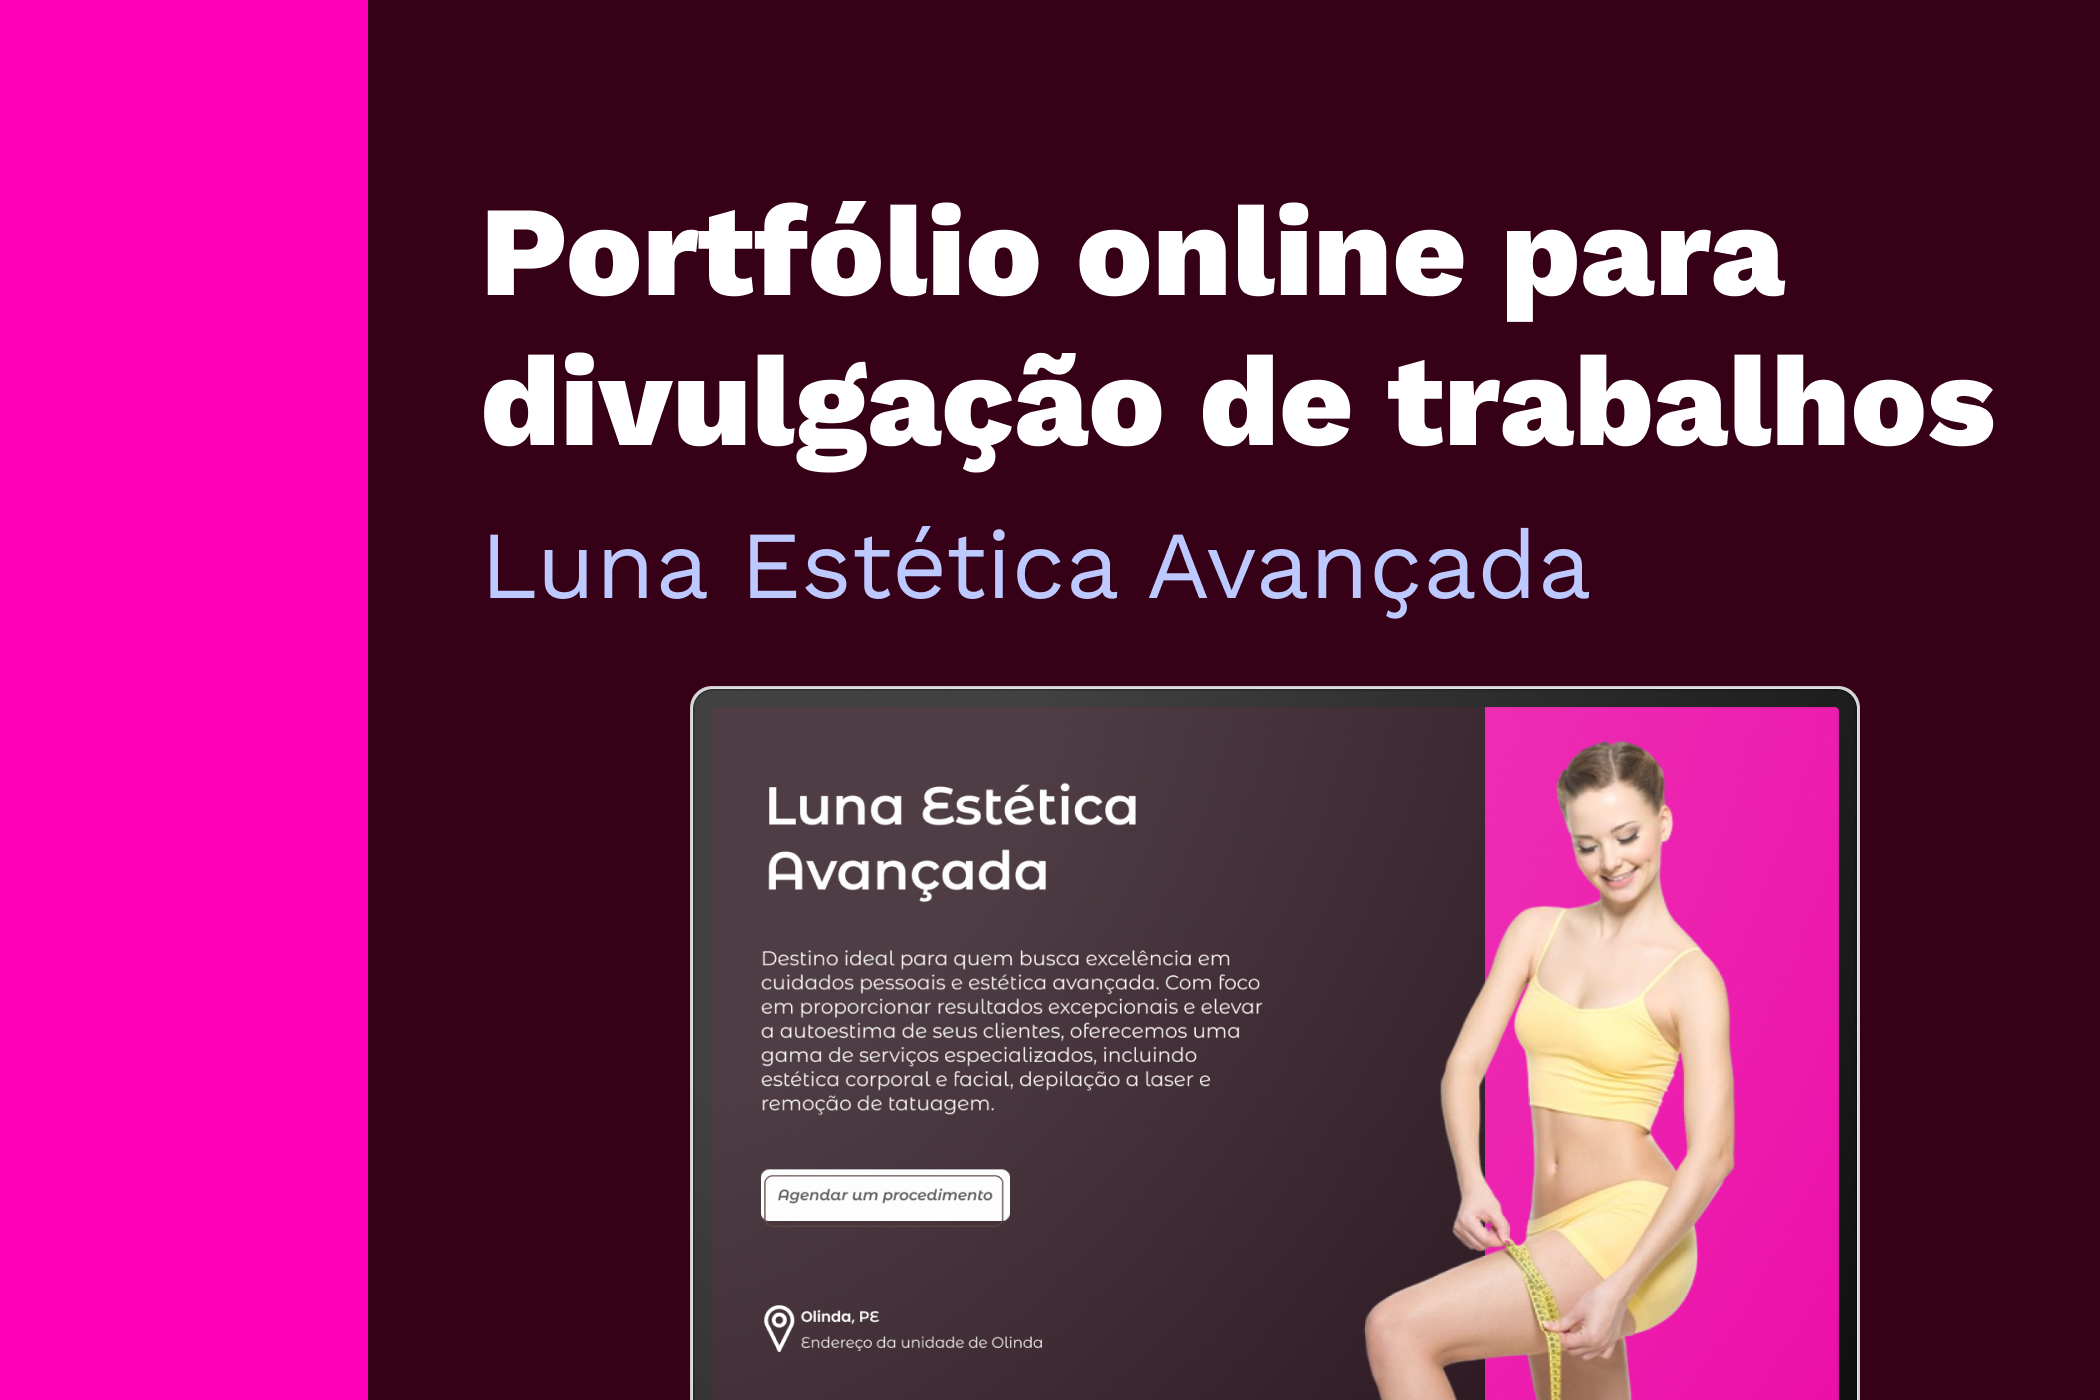 Portfólio online para
divulgação de trabalhos
Luna Estética Avançada
Luna Estética
Avançada
Destino ideal para quem busca excelência em
cuidados pessoais e estética avançada. Com foco
em proporcionar resultados excepcionais e elevar
a autoestima de seus clientes, oferecemos uma
gama de serviços especializados, incluindo
estética corporal e facial, depilação a laser e
remoção de tatuagem.
Agendar um procedimento
Olinda, PE
Endereço da unidade de Olinda